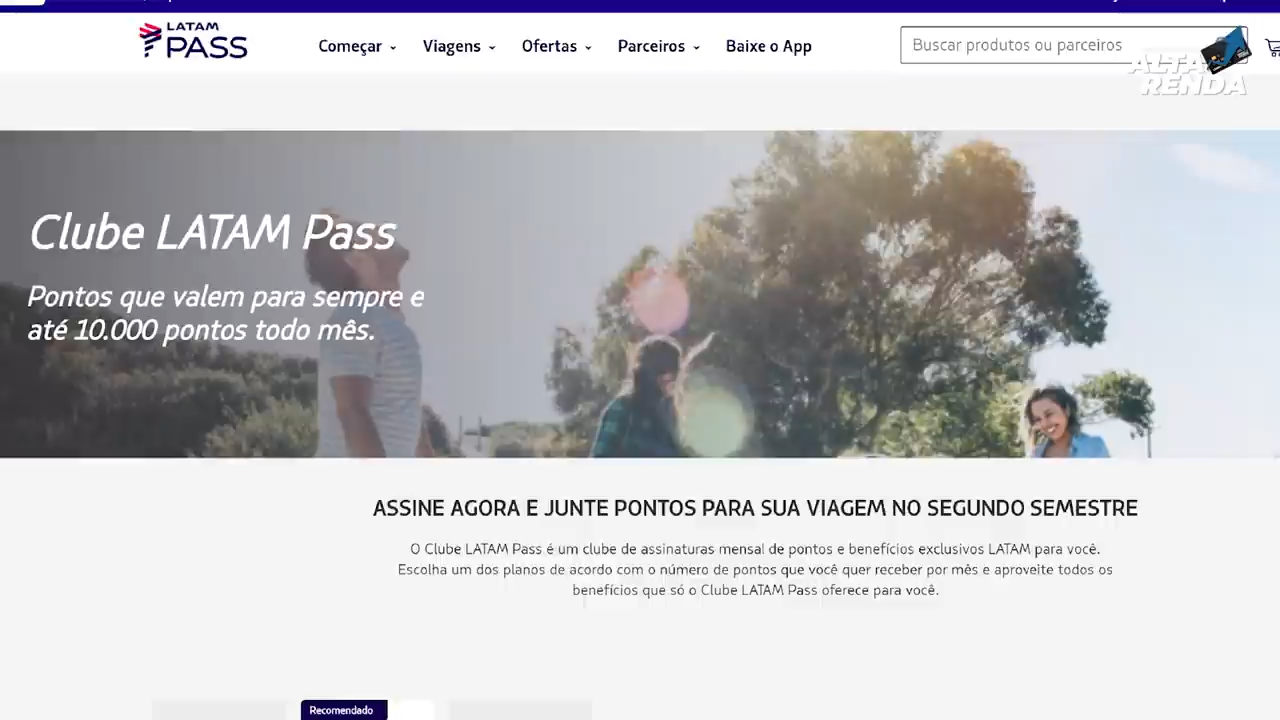 LATAM
PASS
Começar
Viagens
Ofertas
Parceiros
Baixe o App
Buscar produtos ou parceiros
ALTA
RENDA
Clube LATAM Pass
Pontos que valem para sempre e
até 10.000 pontos todo mês.
ASSINE AGORA E JUNTE PONTOS PARA SUA VIAGEM NO SEGUNDO SEMESTRE
O Clube LATAM Pass é um clube de assinaturas mensal de pontos e benefícios exclusivos LATAM para você.
Escolha um dos planos de acordo com o número de pontos que você quer receber por mês e aproveite todos os
benefícios que só o Clube LATAM Pass oferece para você.
Recomendado